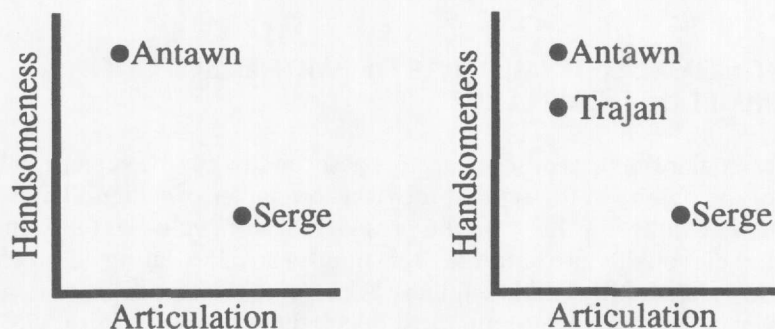 Handsomeness
Antawn
Serge
Articulation
Handsomeness
Antawn
Trajan
Serge
Articulation